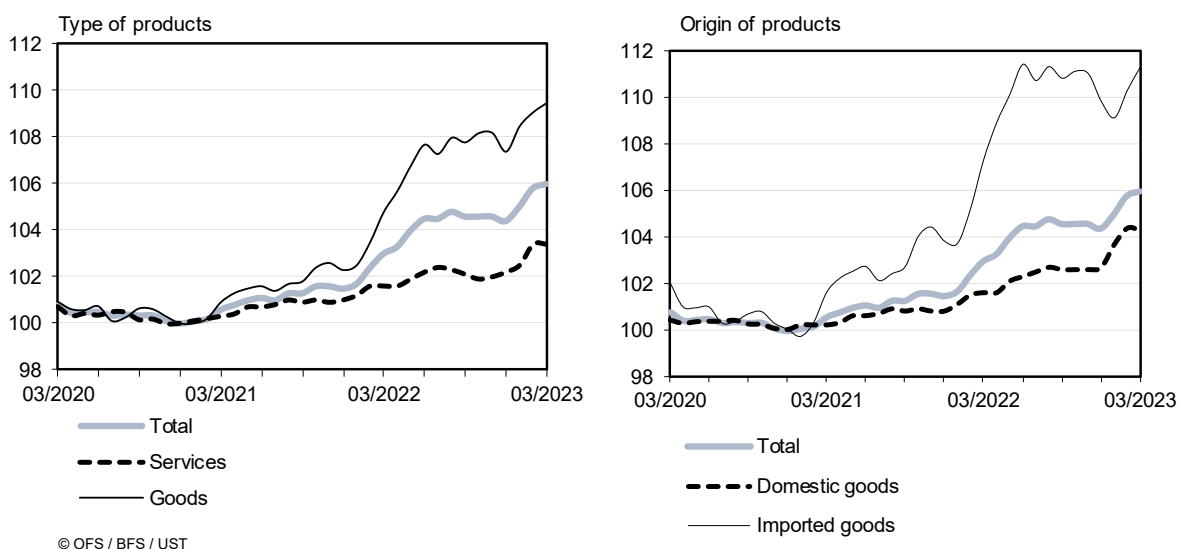 Type of products
112
110
108
106
104
102
100
98
03/2020 03/2021 03/2022 03/2023
Total
Services
Goods
© OFS / BFS / UST
Origin of products
112
110
108
106
104
102
100
98
03/2020 03/2021 03/2022 03/2023
Total
Domestic goods
Imported goods